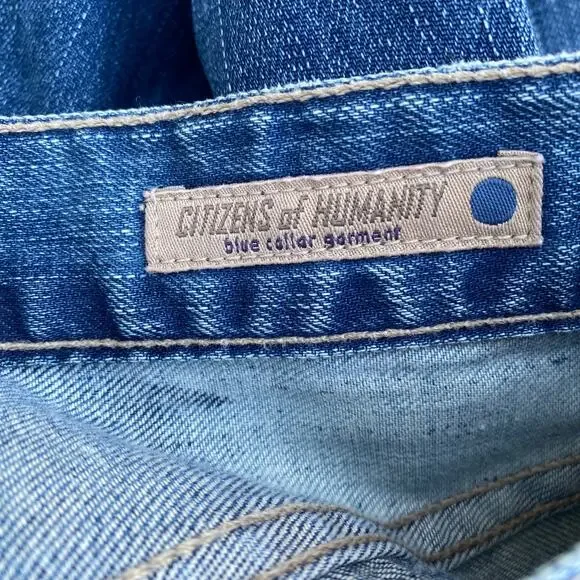 CITIZENS of HUMANITY
blue collar garment